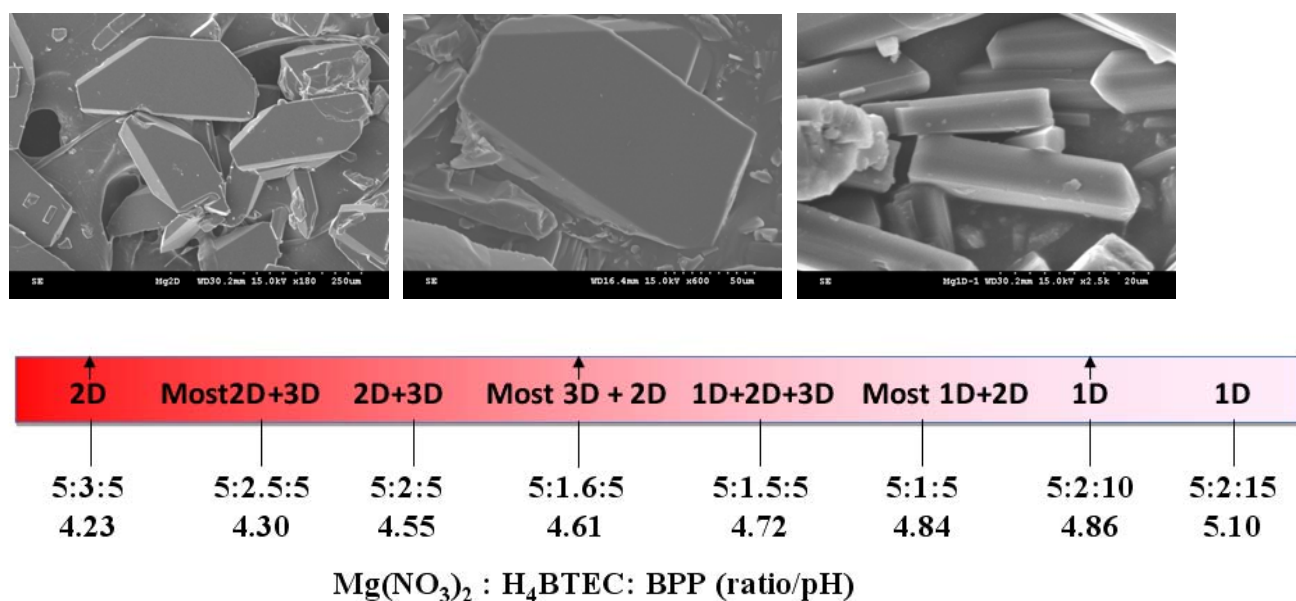 SE Mg2D WD30.2mm 15.0kV x180 250um
SE WD16.4mm 15.0kV x600 50um
SE Mg1D-1 WD30.2mm 15.0kV x2.5k 20um
2D Most2D+3D 2D+3D Most 3D + 2D 1D+2D+3D Most 1D+2D 1D 1D
5:3:5 5:2.5:5 5:2:5 5:1.6:5 5:1.5:5 5:1:5 5:2:10 5:2:15
4.23 4.30 4.55 4.61 4.72 4.84 4.86 5.10
Mg(NO₃)₂ : H₄BTEC: BPP (ratio/pH)